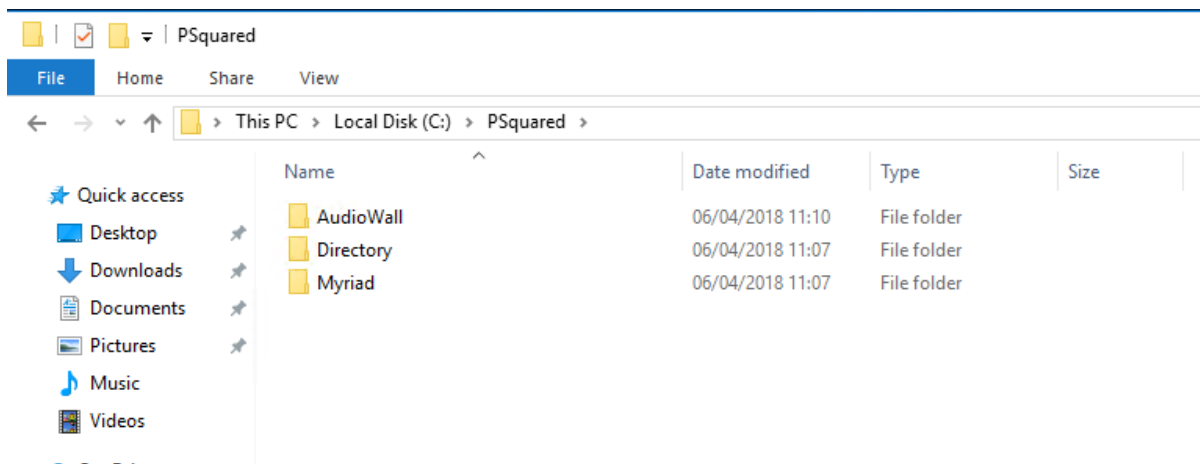 PSquared
File Home Share View
This PC > Local Disk (C:) > PSquared >
Name Date modified Type Size
Quick access
Desktop
Downloads
Documents
Pictures
Music
Videos
AudioWall 06/04/2018 11:10 File folder
Directory 06/04/2018 11:07 File folder
Myriad 06/04/2018 11:07 File folder